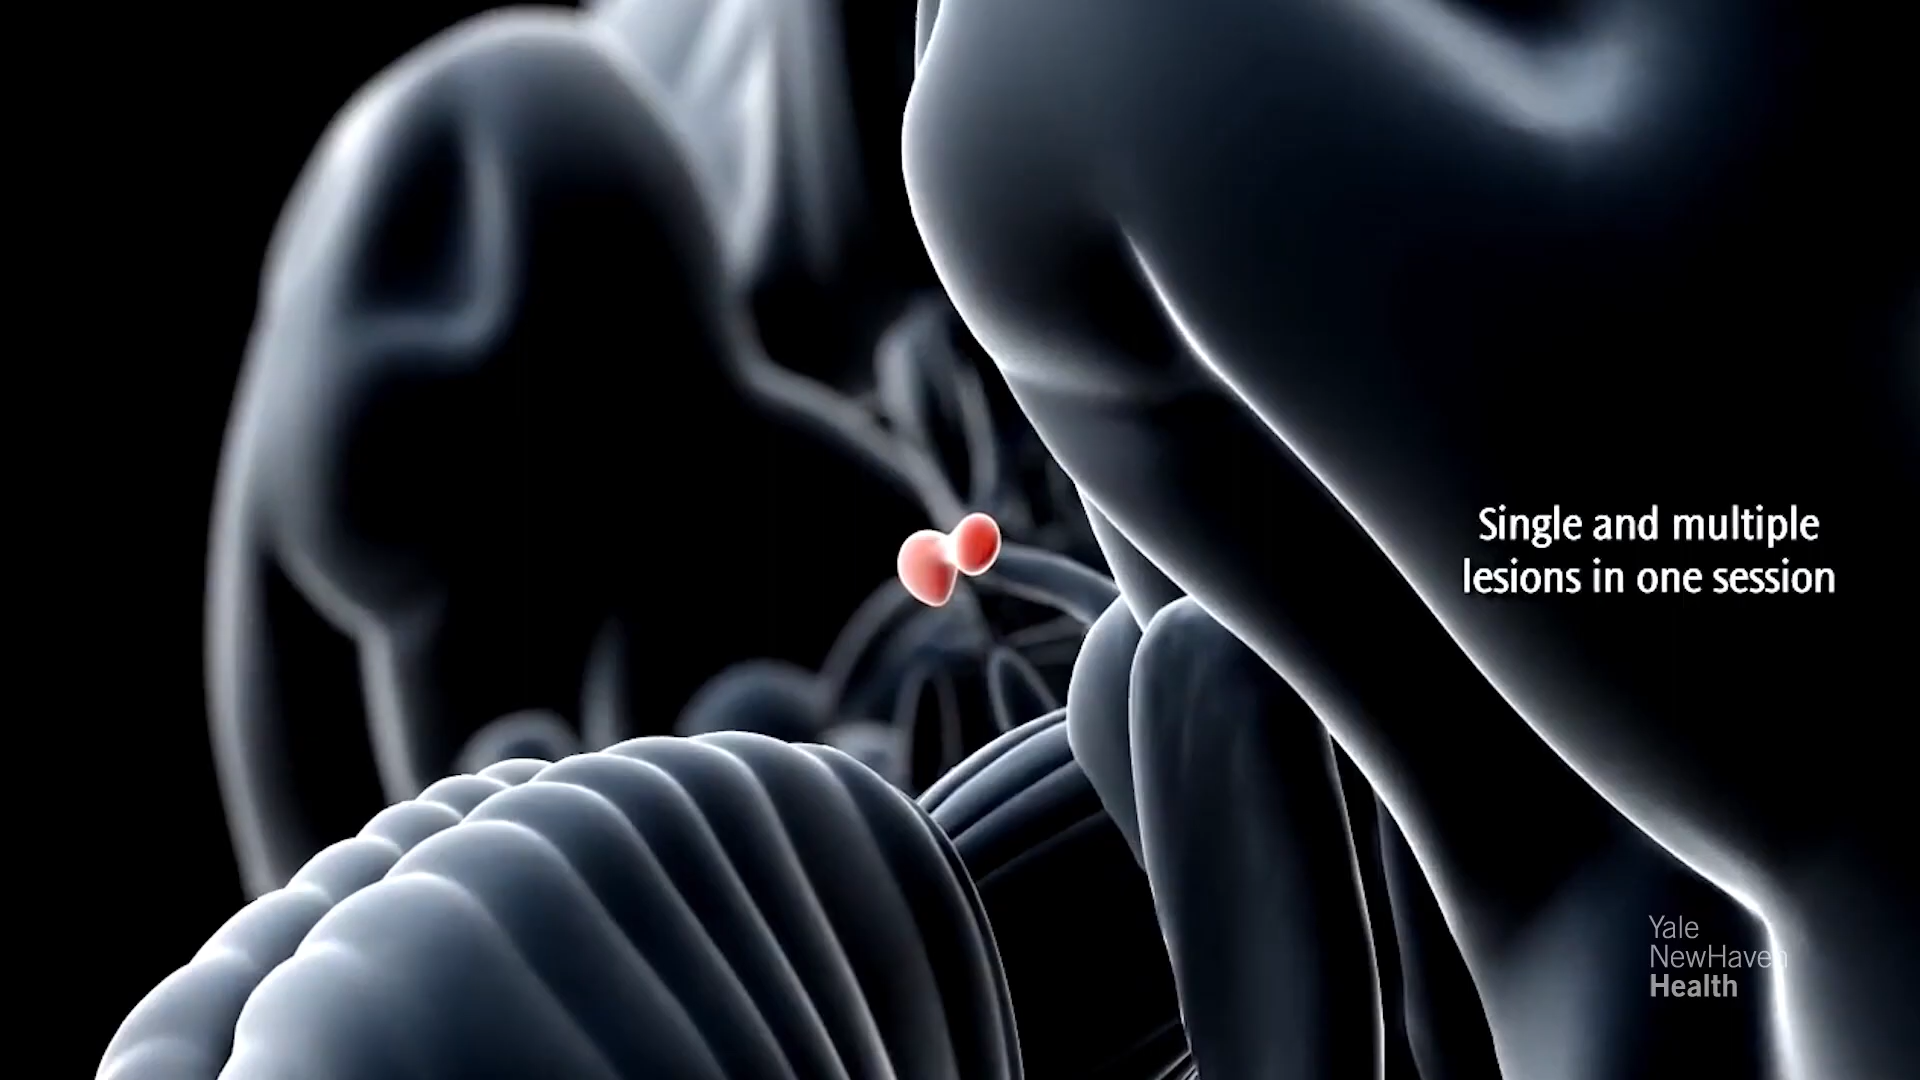 Single and multiple
lesions in one session
Yale
NewHaven
Health